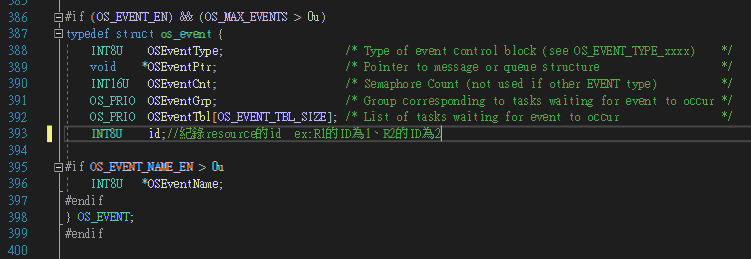 386 #if (OS_EVENT_EN) && (OS_MAX_EVENTS > 0u)
387 typedef struct os_event {
388 INT8U OSEventType; /* Type of event control block (see OS_EVENT_TYPE_xxxx) */
389 void *OSEventPtr; /* Pointer to message or queue structure */
390 INT16U OSEventCnt; /* Semaphore Count (not used if other EVENT type) */
391 OS_PRIO OSEventGrp; /* Group corresponding to tasks waiting for event to occur */
392 OS_PRIO OSEventTbl[OS_EVENT_TBL_SIZE]; /* List of tasks waiting for event to occur */
393 INT8U id;//紀錄resource的id ex:R1的ID為1、R2的ID為2
394
395 #if OS_EVENT_NAME_EN > 0u
396 INT8U *OSEventName;
397 #endif
398 } OS_EVENT;
399 #endif
400